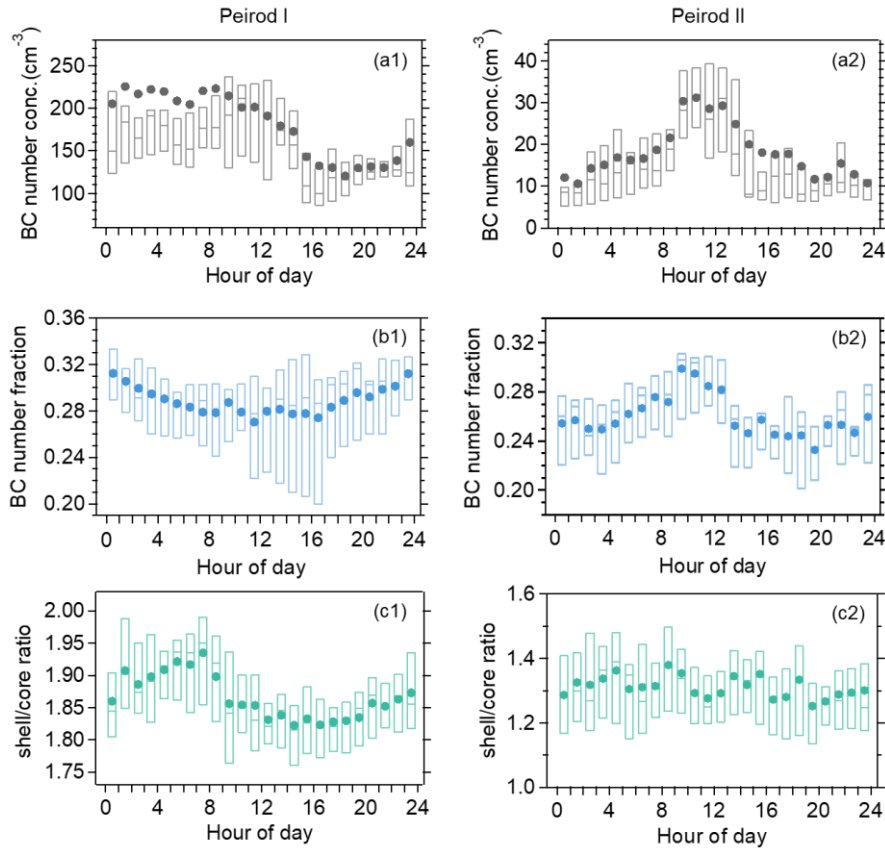 Peirod I
Peirod II
(a1)
BC number conc.(cm⁻³)
250
200
150
100
0 4 8 12 16 20 24
Hour of day
(a2)
BC number conc.(cm⁻³)
40
30
20
10
0
0 4 8 12 16 20 24
Hour of day
(b1)
BC number fraction
0.36
0.32
0.28
0.24
0.20
0 4 8 12 16 20 24
Hour of day
(b2)
BC number fraction
0.32
0.28
0.24
0.20
0 4 8 12 16 20 24
Hour of day
(c1)
shell/core ratio
2.00
1.95
1.90
1.85
1.80
1.75
0 4 8 12 16 20 24
Hour of day
(c2)
shell/core ratio
1.6
1.4
1.2
1.0
0 4 8 12 16 20 24
Hour of day